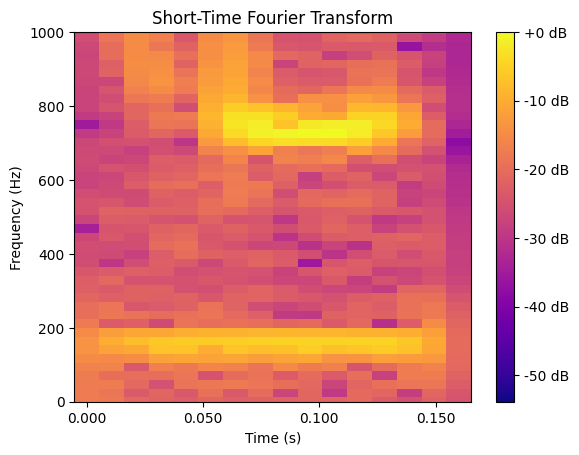 Short-Time Fourier Transform
1000
800
600
400
200
0
Frequency (Hz)
0.000
0.050
0.100
0.150
Time (s)
+0 dB
-10 dB
-20 dB
-30 dB
-40 dB
-50 dB